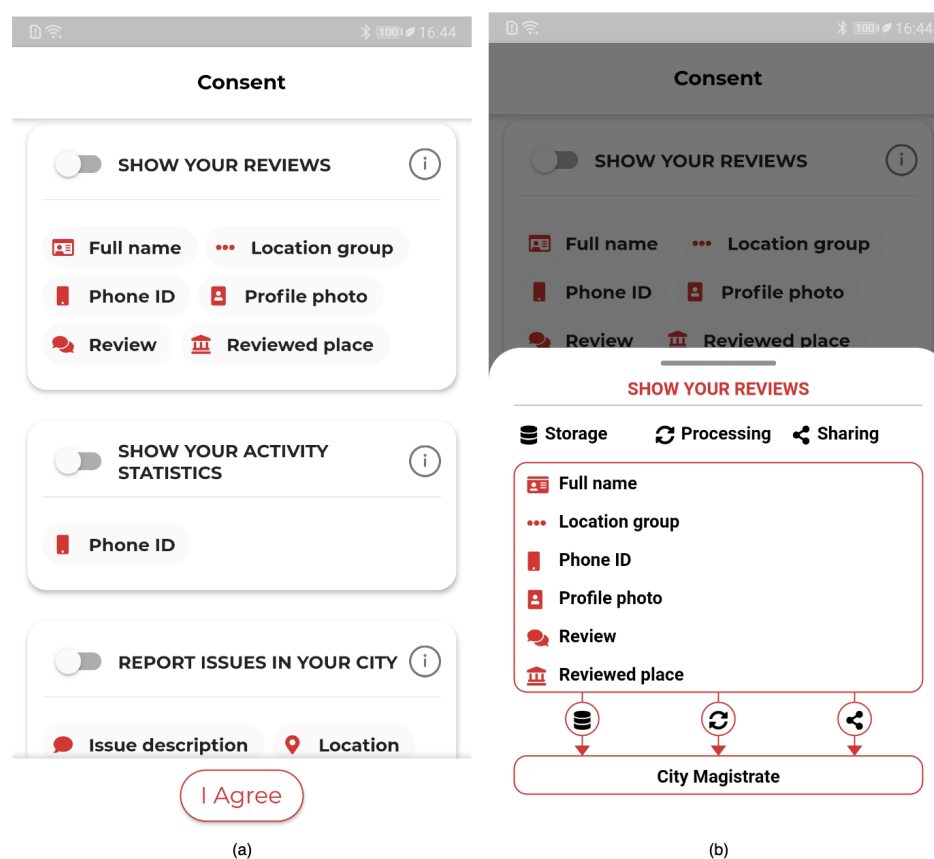 100 16:44
Consent
SHOW YOUR REVIEWS
Full name
Location group
Phone ID
Profile photo
Review
Reviewed place
SHOW YOUR ACTIVITY
STATISTICS
Phone ID
REPORT ISSUES IN YOUR CITY
Issue description
Location
I Agree
(a)
100 16:44
Consent
SHOW YOUR REVIEWS
Full name
Location group
Phone ID
Profile photo
Review
Reviewed place
SHOW YOUR REVIEWS
Storage
Processing
Sharing
Full name
Location group
Phone ID
Profile photo
Review
Reviewed place
City Magistrate
(b)